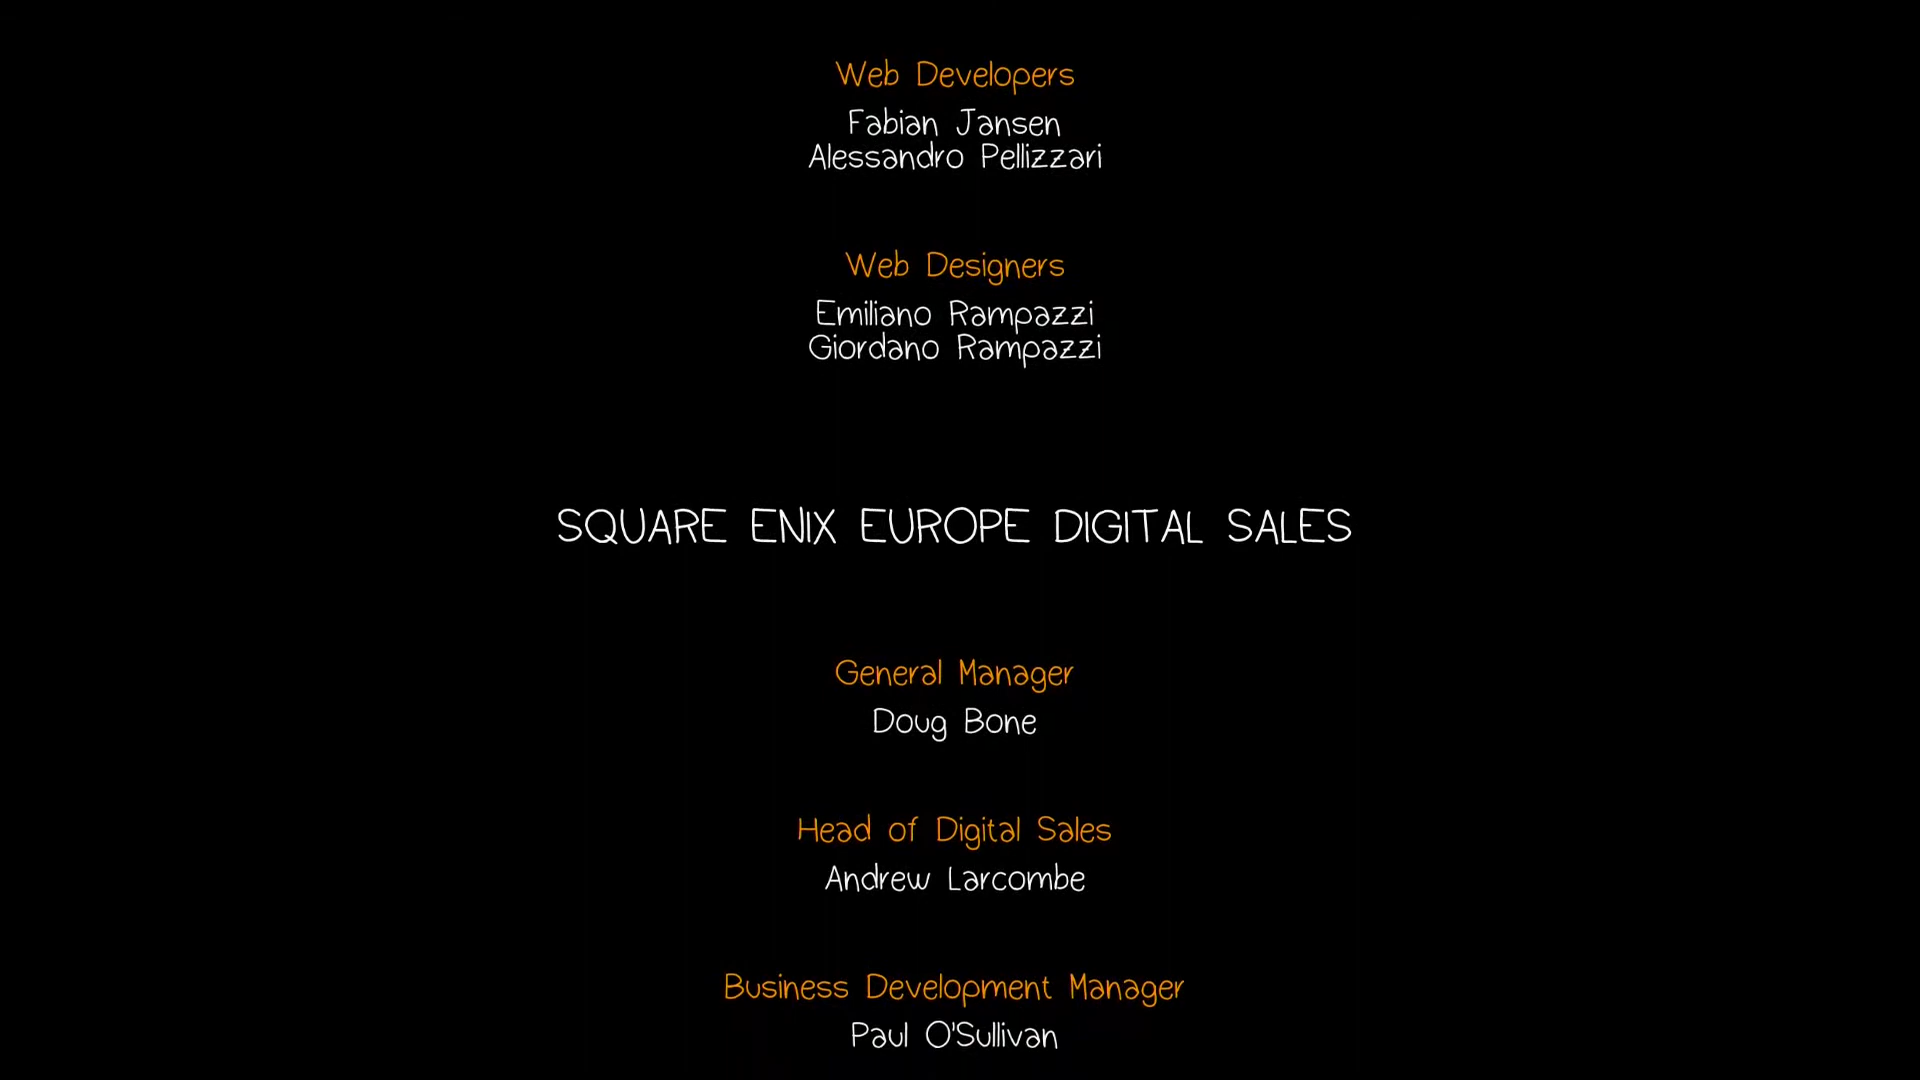 Web Developers
Fabian Jansen
Alessandro Pellizzari
Web Designers
Emiliano Rampazzi
Giordano Rampazzi
SQUARE ENIX EUROPE DIGITAL SALES
General Manager
Doug Bone
Head of Digital Sales
Andrew Larcombe
Business Development Manager
Paul O'Sullivan